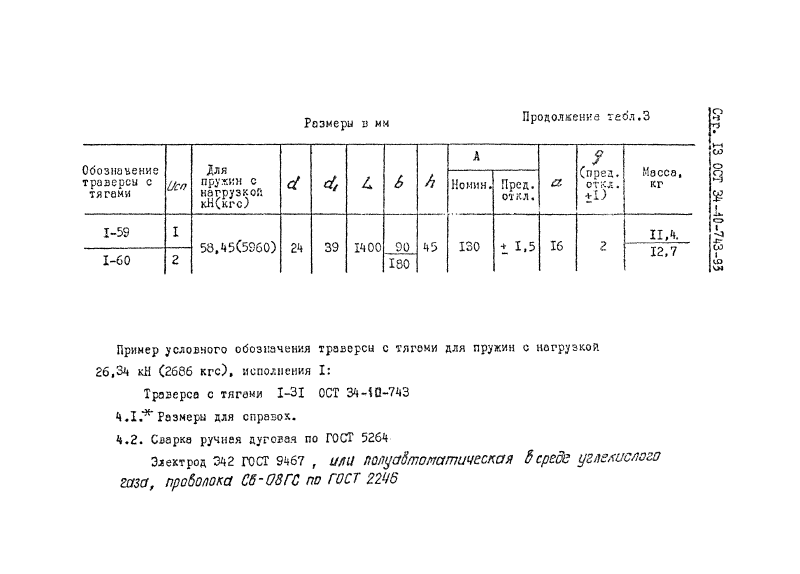 Размеры в мм
Продолжение табл.3
Стр. I3 ОСТ 34-10-743-93
Обозначение траверсы с тягами
Исп
Для пружин с нагрузкой кН(кгс)
d
d₁
L
b
h
А
Номин.
Пред. откл.
a
g (пред. откл. ±I)
Масса, кг
I-59 I 58,45(5960) 24 39 I400 90 45 I30 ± I,5 I6 2 II,4
I-60 2 I80 I2,7
Пример условного обозначения траверсы с тягами для пружин с нагрузкой
26,34 кН (2686 кгс), исполнения I:
Траверса с тягами I-3I ОСТ 34-10-743
4.I.* Размеры для справок.
4.2. Сварка ручная дуговая по ГОСТ 5264
Электрод Э42 ГОСТ 9467 , или полуавтоматическая в среде углекислого
газа, проволока Св-08ГС по ГОСТ 2246